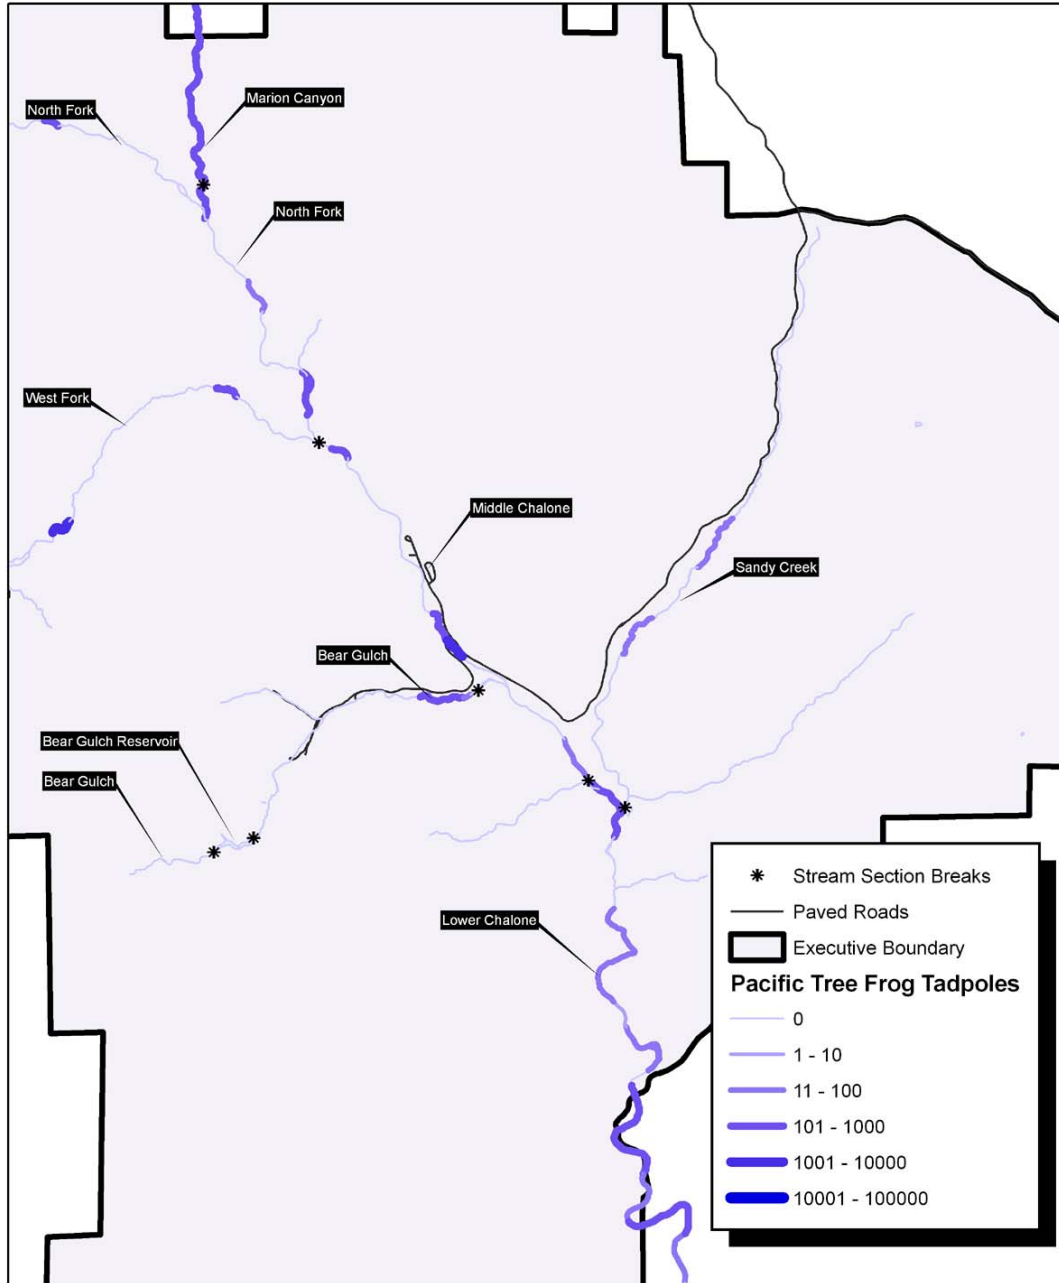 Marion Canyon
North Fork
North Fork
West Fork
Middle Chalone
Sandy Creek
Bear Gulch
Bear Gulch Reservoir
Bear Gulch
Lower Chalone
Stream Section Breaks
Paved Roads
Executive Boundary
Pacific Tree Frog Tadpoles
0
1 - 10
11 - 100
101 - 1000
1001 - 10000
10001 - 100000